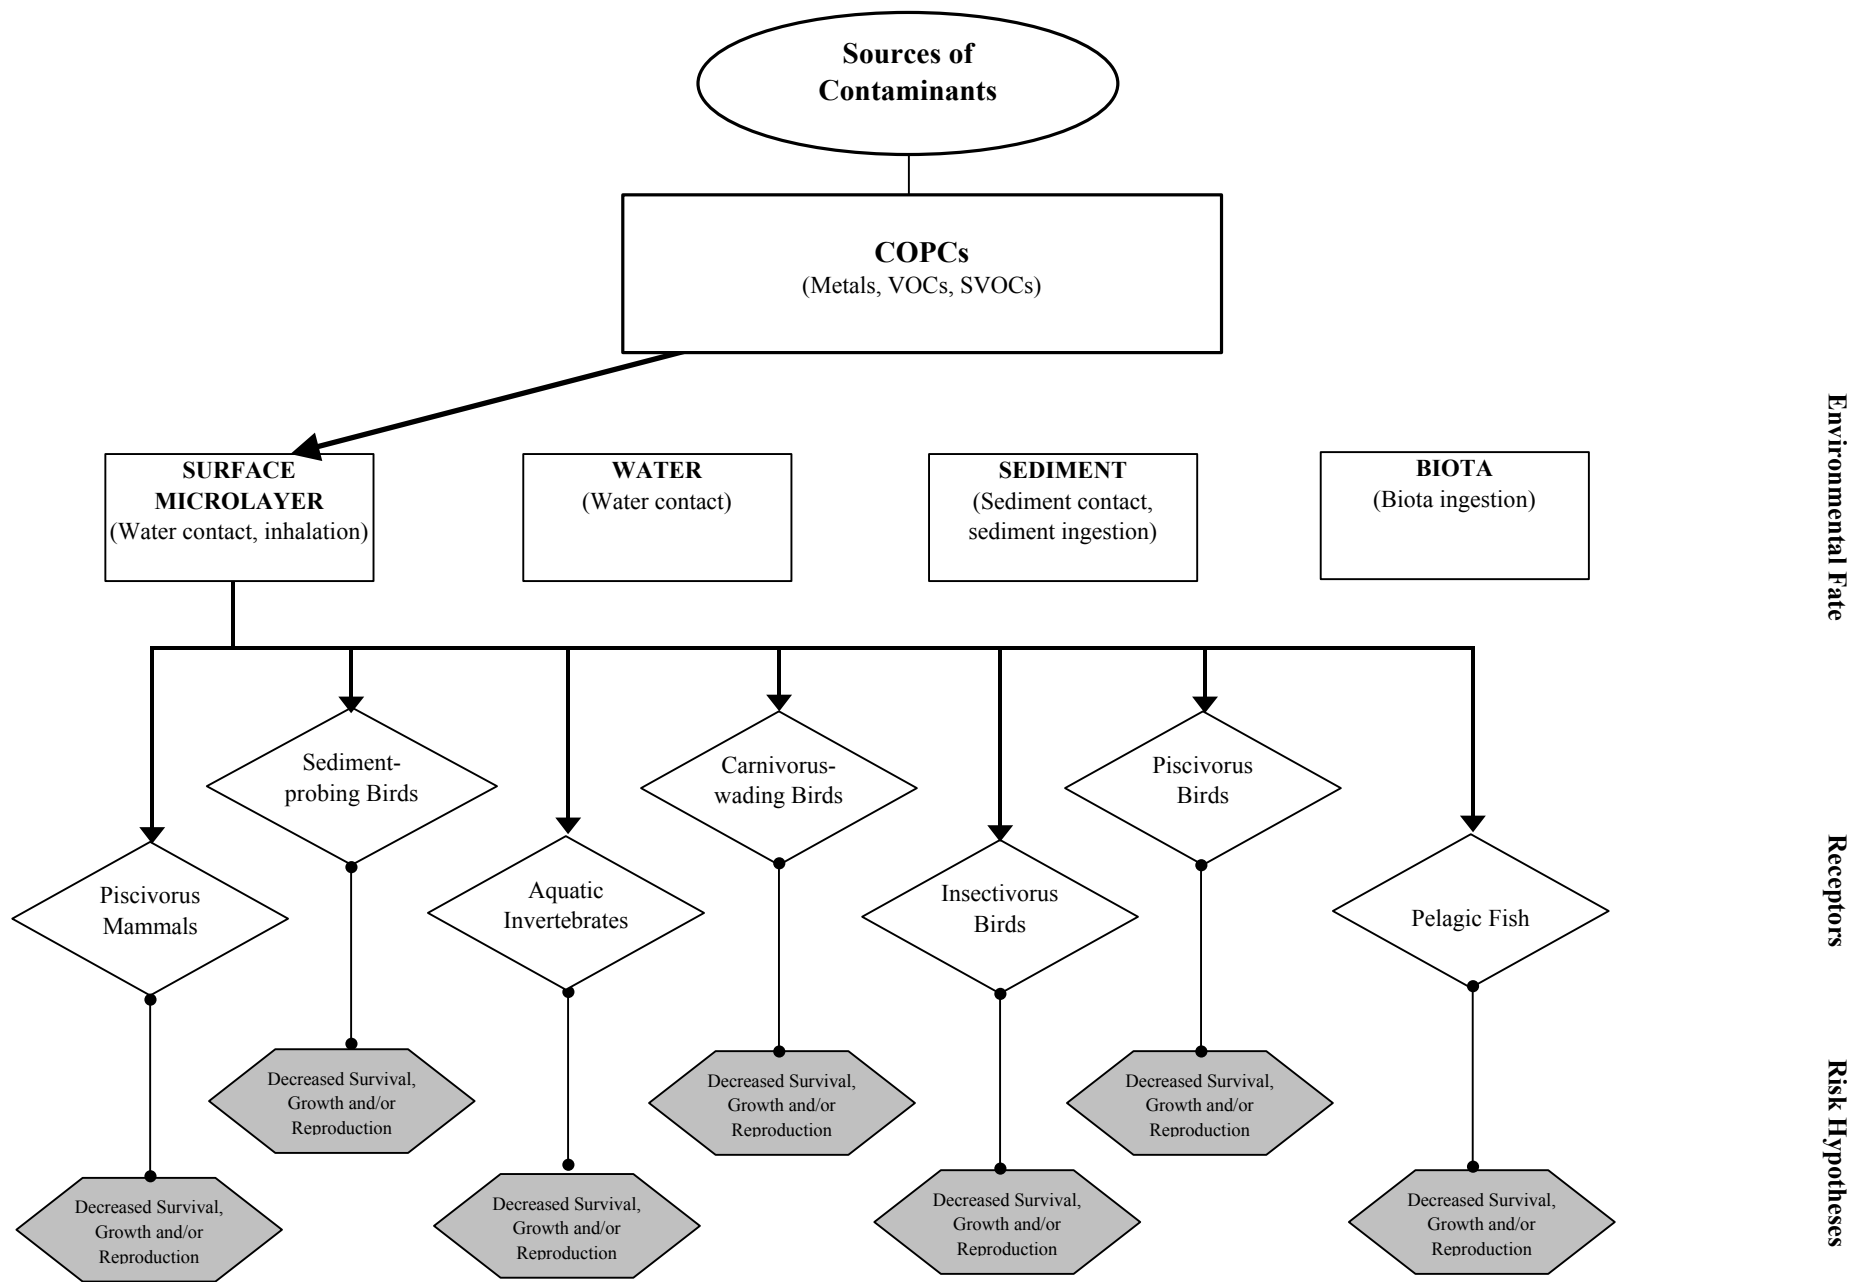 Sources of
Contaminants
COPCs
(Metals, VOCs, SVOCs)
SURFACE
MICROLAYER
(Water contact, inhalation)
WATER
(Water contact)
SEDIMENT
(Sediment contact,
sediment ingestion)
BIOTA
(Biota ingestion)
Environmental Fate
Sediment-
probing Birds
Carnivorus-
wading Birds
Piscivorus
Birds
Piscivorus
Mammals
Aquatic
Invertebrates
Insectivorus
Birds
Pelagic Fish
Receptors
Decreased Survival,
Growth and/or
Reproduction
Decreased Survival,
Growth and/or
Reproduction
Decreased Survival,
Growth and/or
Reproduction
Decreased Survival,
Growth and/or
Reproduction
Decreased Survival,
Growth and/or
Reproduction
Decreased Survival,
Growth and/or
Reproduction
Decreased Survival,
Growth and/or
Reproduction
Risk Hypotheses